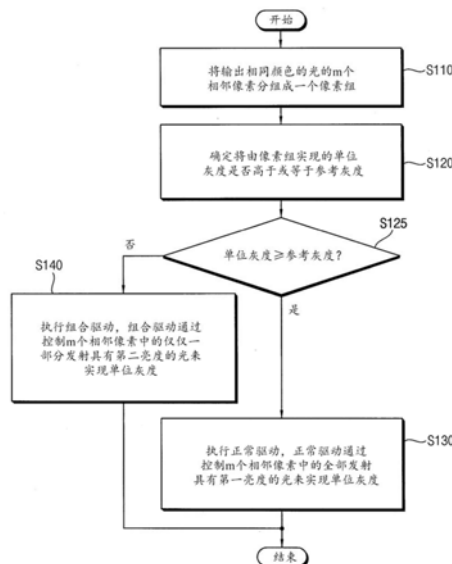 开始
将输出相同颜色的光的m个
相邻像素分组成一个像素组
S110
确定将由像素组实现的单位
灰度是否高于或等于参考灰度
S120
单位灰度≥参考灰度?
S125
否
是
S140
执行组合驱动，组合驱动通过
控制m个相邻像素中的仅仅一
部分发射具有第二亮度的光来
实现单位灰度
执行正常驱动，正常驱动通过
控制m个相邻像素中的全部发射
具有第一亮度的光来实现单位灰度
S130
结束